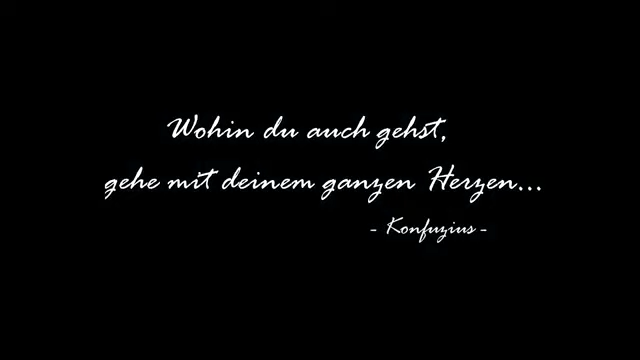 Wohin du auch gehst,
gehe mit deinem ganzen Herzen...
- Konfuzius -